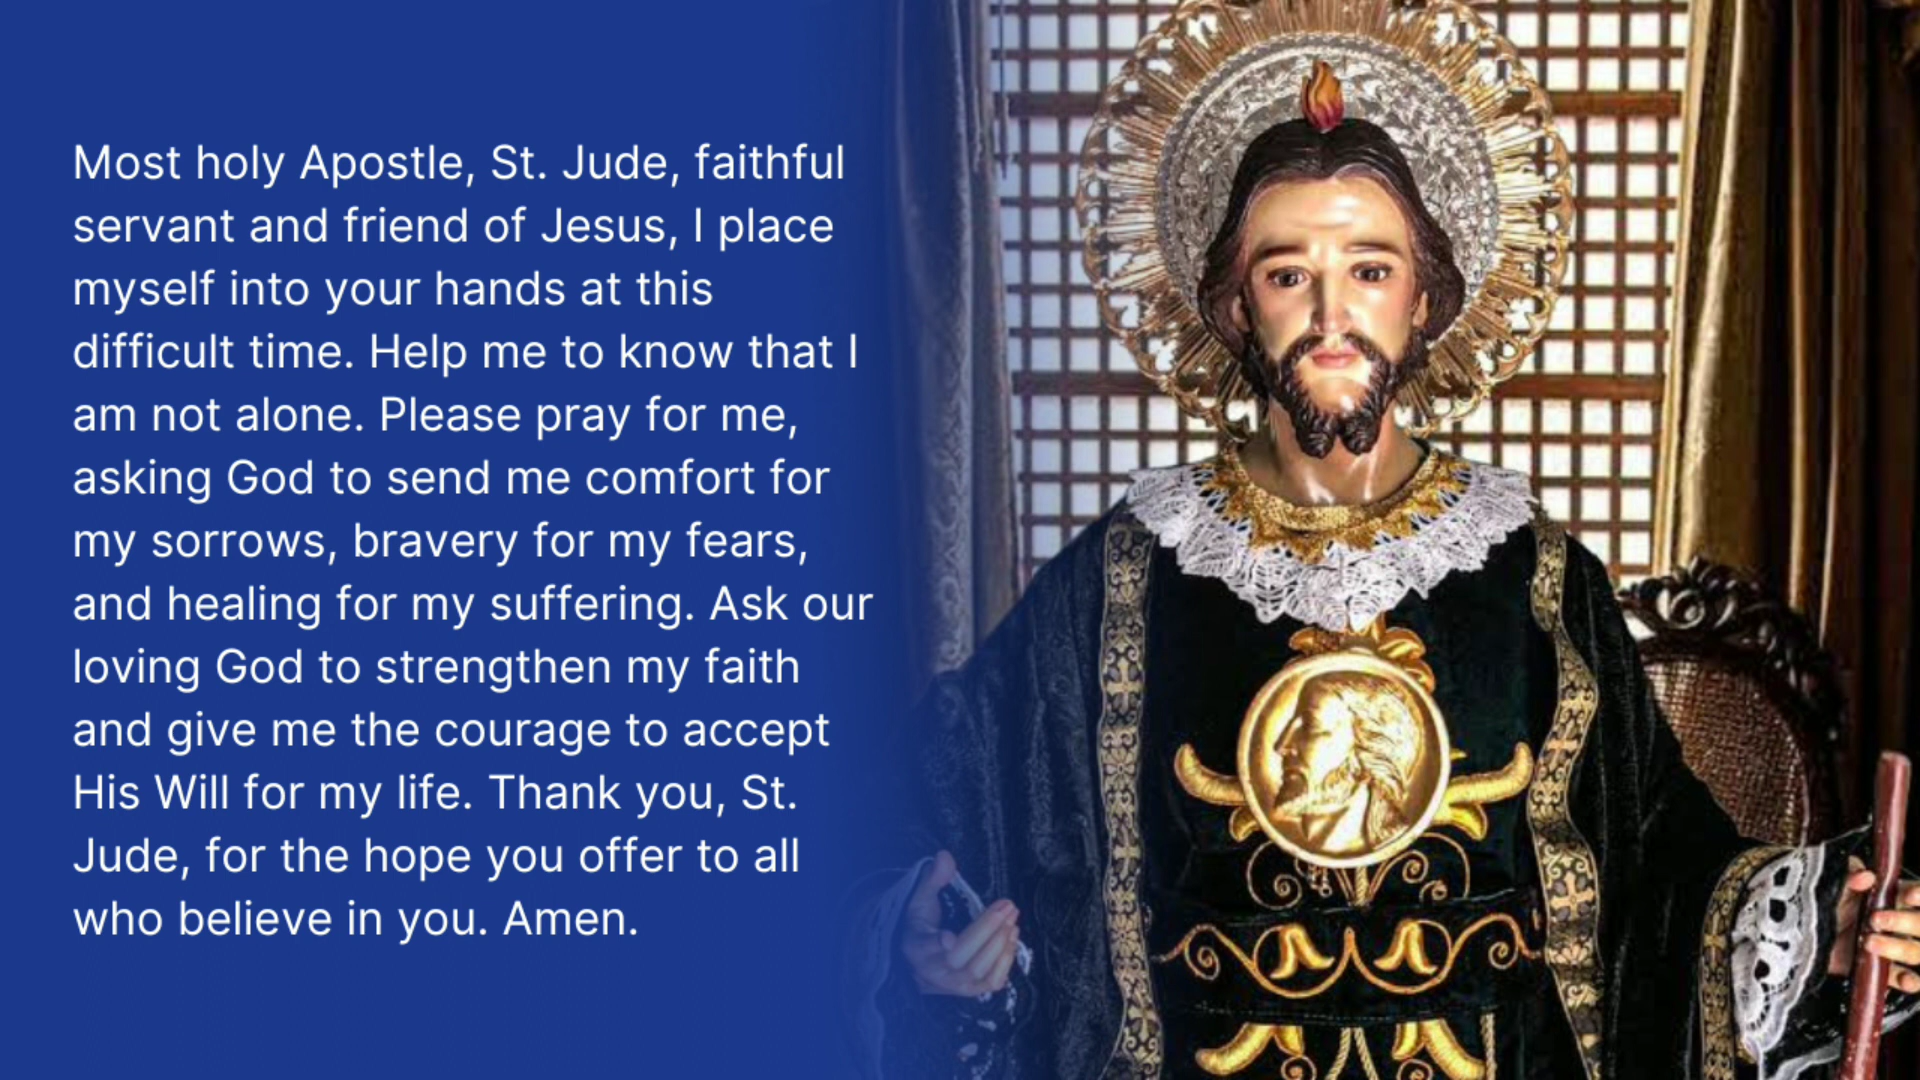 Most holy Apostle, St. Jude, faithful
servant and friend of Jesus, I place
myself into your hands at this
difficult time. Help me to know that I
am not alone. Please pray for me,
asking God to send me comfort for
my sorrows, bravery for my fears,
and healing for my suffering. Ask our
loving God to strengthen my faith
and give me the courage to accept
His Will for my life. Thank you, St.
Jude, for the hope you offer to all
who believe in you. Amen.